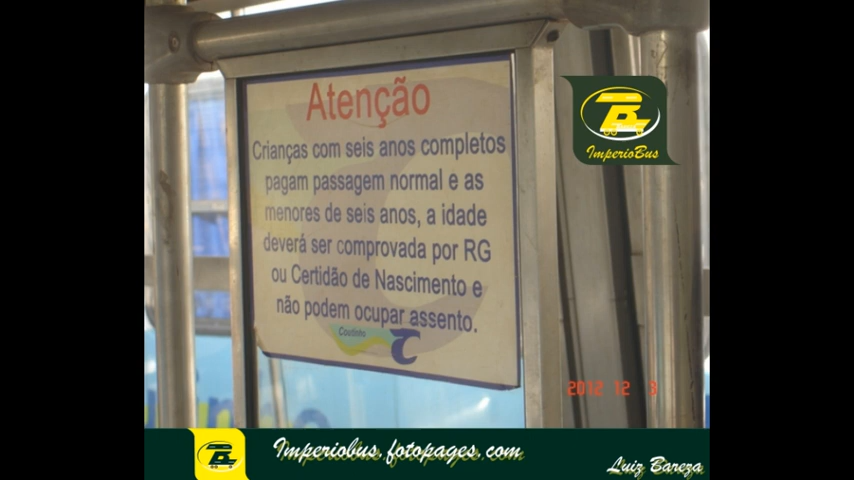 Atenção
Crianças com seis anos completos
pagam passagem normal e as
menores de seis anos, a idade
deverá ser comprovada por RG
ou Certidão de Nascimento e
não podem ocupar assento.
Coutinho
ImperioBus
2012 12 3
Imperiobus.fotopages.com
Luiz Bareza